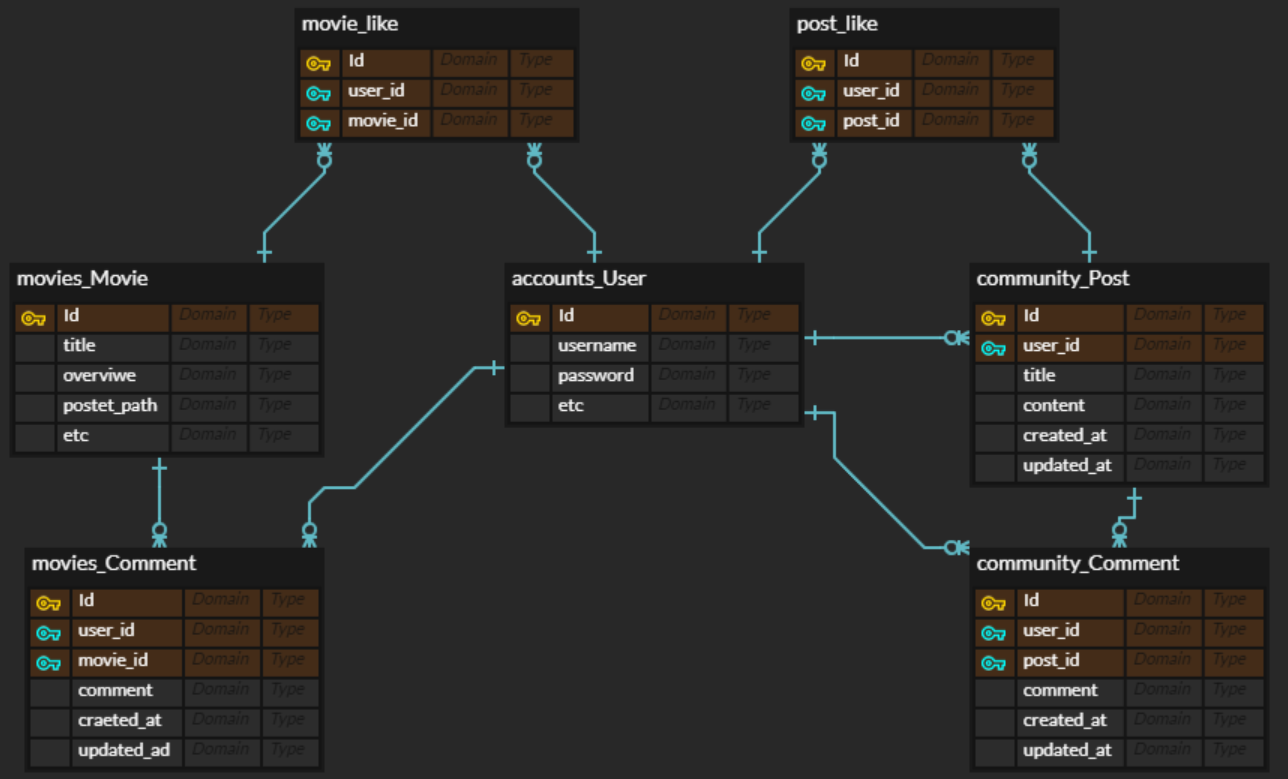 movie_like
Id Domain Type
user_id Domain Type
movie_id Domain Type
post_like
Id Domain Type
user_id Domain Type
post_id Domain Type
movies_Movie
Id Domain Type
title Domain Type
overviwe Domain Type
postet_path Domain Type
etc Domain Type
accounts_User
Id Domain Type
username Domain Type
password Domain Type
etc Domain Type
community_Post
Id Domain Type
user_id Domain Type
title Domain Type
content Domain Type
created_at Domain Type
updated_at Domain Type
movies_Comment
Id Domain Type
user_id Domain Type
movie_id Domain Type
comment Domain Type
craeted_at Domain Type
updated_ad Domain Type
community_Comment
Id Domain Type
user_id Domain Type
post_id Domain Type
comment Domain Type
created_at Domain Type
updated_at Domain Type